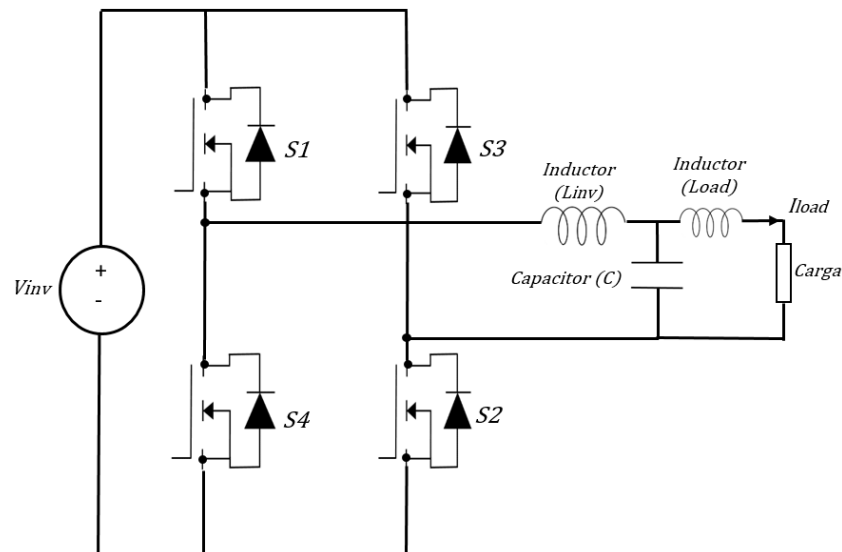 S1
S3
Inductor
(Linv)
Inductor
(Load)
Iload
Vinv
+
-
Capacitor (C)
Carga
S4
S2